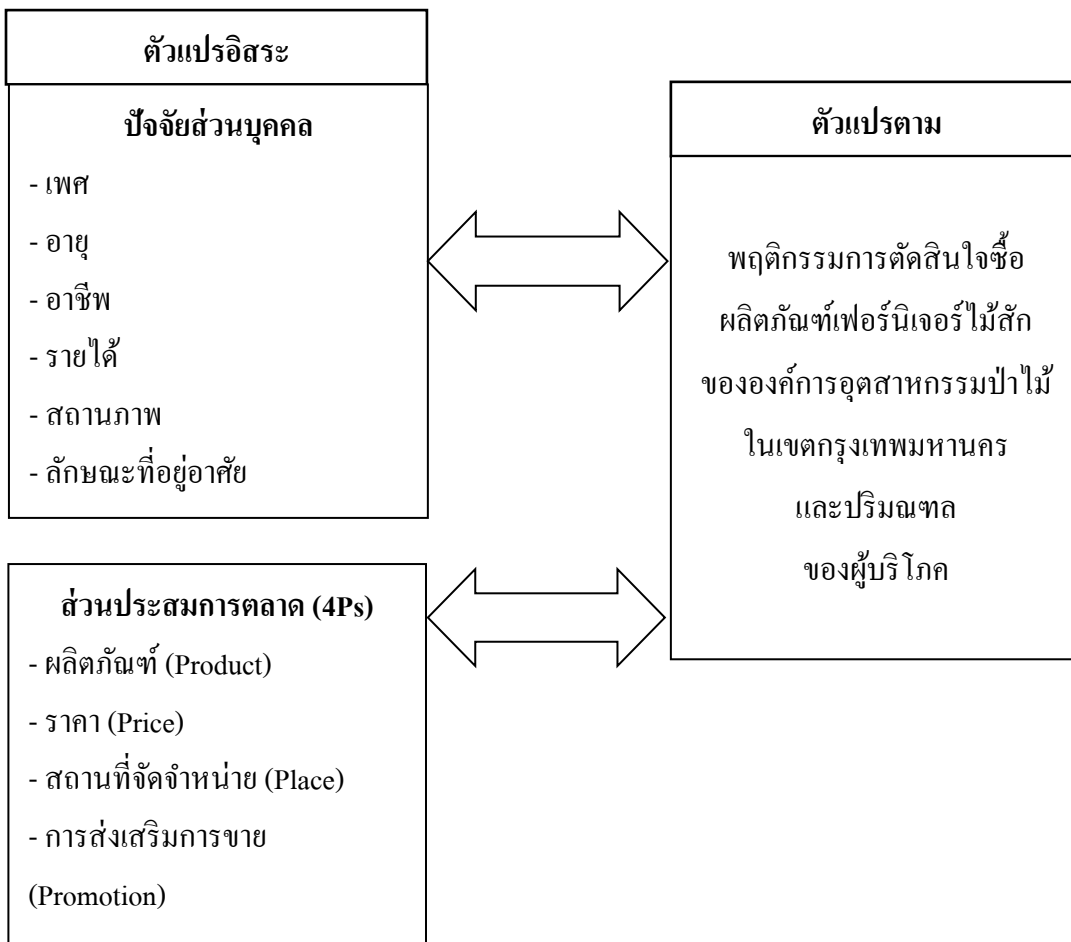 ตัวแปรอิสระ
ปัจจัยส่วนบุคคล
- เพศ
- อายุ
- อาชีพ
- รายได้
- สถานภาพ
- ลักษณะที่อยู่อาศัย
ส่วนประสมการตลาด (4Ps)
- ผลิตภัณฑ์ (Product)
- ราคา (Price)
- สถานที่จัดจำหน่าย (Place)
- การส่งเสริมการขาย
(Promotion)
ตัวแปรตาม
พฤติกรรมการตัดสินใจซื้อ
ผลิตภัณฑ์เฟอร์นิเจอร์ไม้สัก
ขององค์การอุตสาหกรรมป่าไม้
ในเขตกรุงเทพมหานคร
และปริมณฑล
ของผู้บริโภค